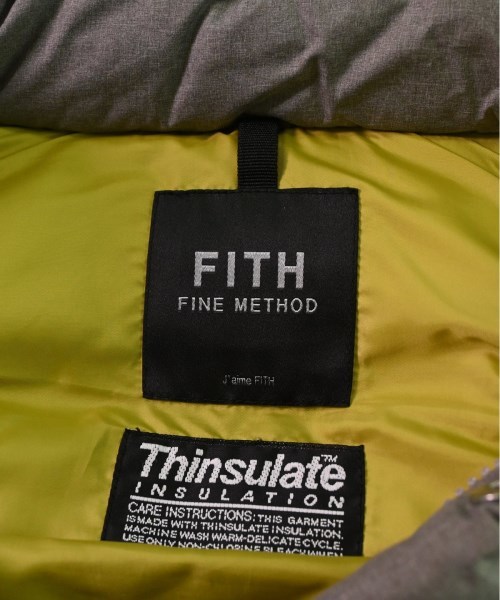 FITH
FINE METHOD
J'aime FITH
Thinsulate™
INSULATION
CARE INSTRUCTIONS: THIS GARMENT
IS MADE WITH THINSULATE INSULATION.
MACHINE WASH WARM-DELICATE CYCLE.
USE ONLY NON-CHLORINE BLEACH WHEN